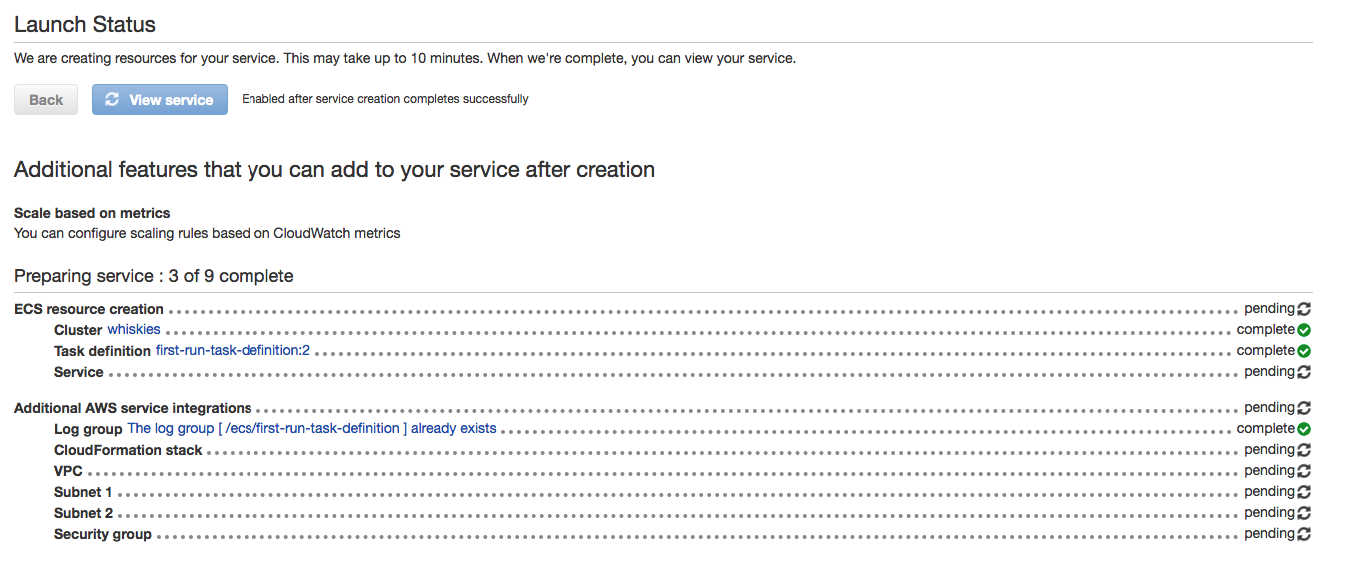 Launch Status
We are creating resources for your service. This may take up to 10 minutes. When we're complete, you can view your service.
Back View service Enabled after service creation completes successfully
Additional features that you can add to your service after creation
Scale based on metrics
You can configure scaling rules based on CloudWatch metrics
Preparing service : 3 of 9 complete
ECS resource creation pending
Cluster whiskies complete
Task definition first-run-task-definition:2 complete
Service pending
Additional AWS service integrations pending
Log group The log group [ /ecs/first-run-task-definition ] already exists complete
CloudFormation stack pending
VPC pending
Subnet 1 pending
Subnet 2 pending
Security group pending